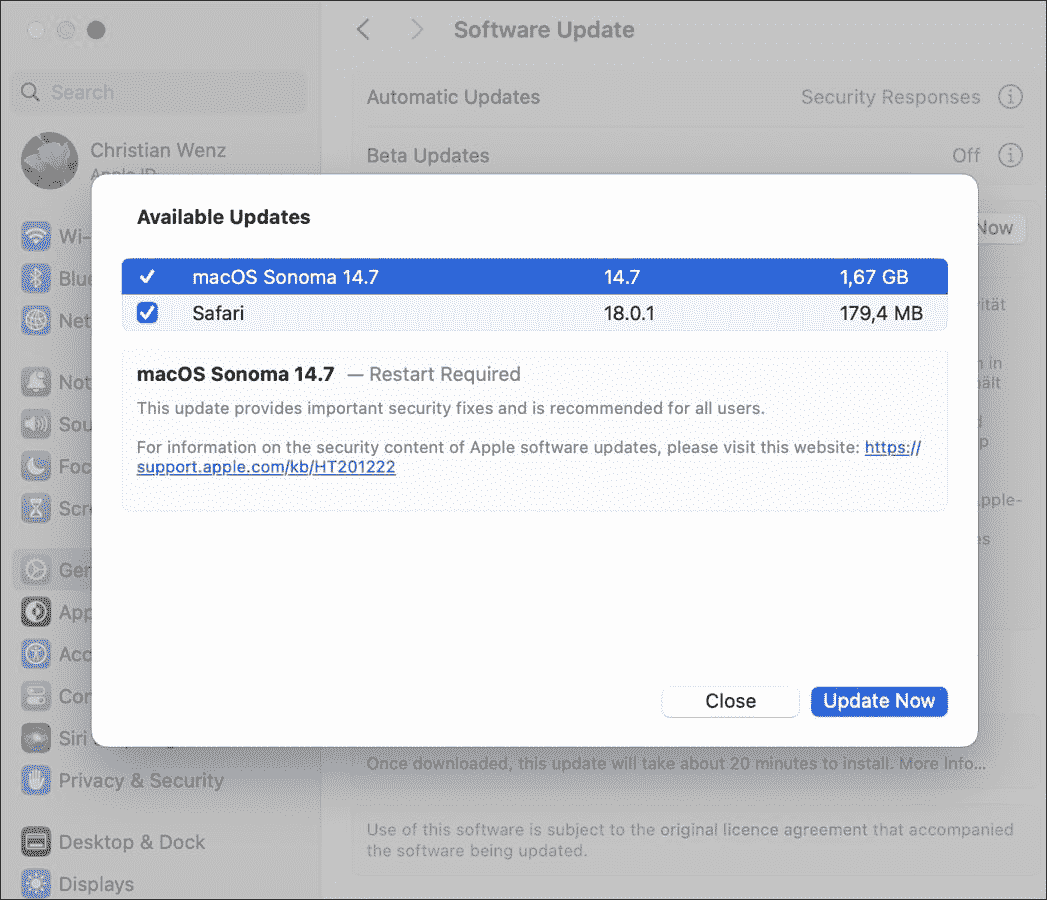 Software Update
Search
Automatic Updates Security Responses
Christian Wenz
Apple ID
Beta Updates Off
Now
Available Updates
macOS Sonoma 14.7 14.7 1,67 GB
Safari 18.0.1 179,4 MB
macOS Sonoma 14.7 — Restart Required
This update provides important security fixes and is recommended for all users.
For information on the security content of Apple software updates, please visit this website: https://
support.apple.com/kb/HT201222
Close Update Now
Wi-
Siri
Privacy & Security
Desktop & Dock
Displays
Once downloaded, this update will take about 20 minutes to install. More Info...
Use of this software is subject to the original licence agreement that accompanied
the software being updated.